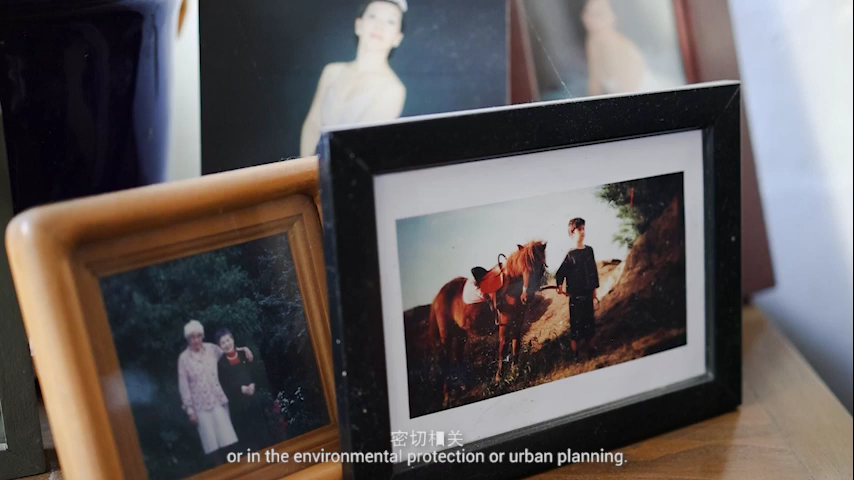 密切相关
or in the environmental protection or urban planning.